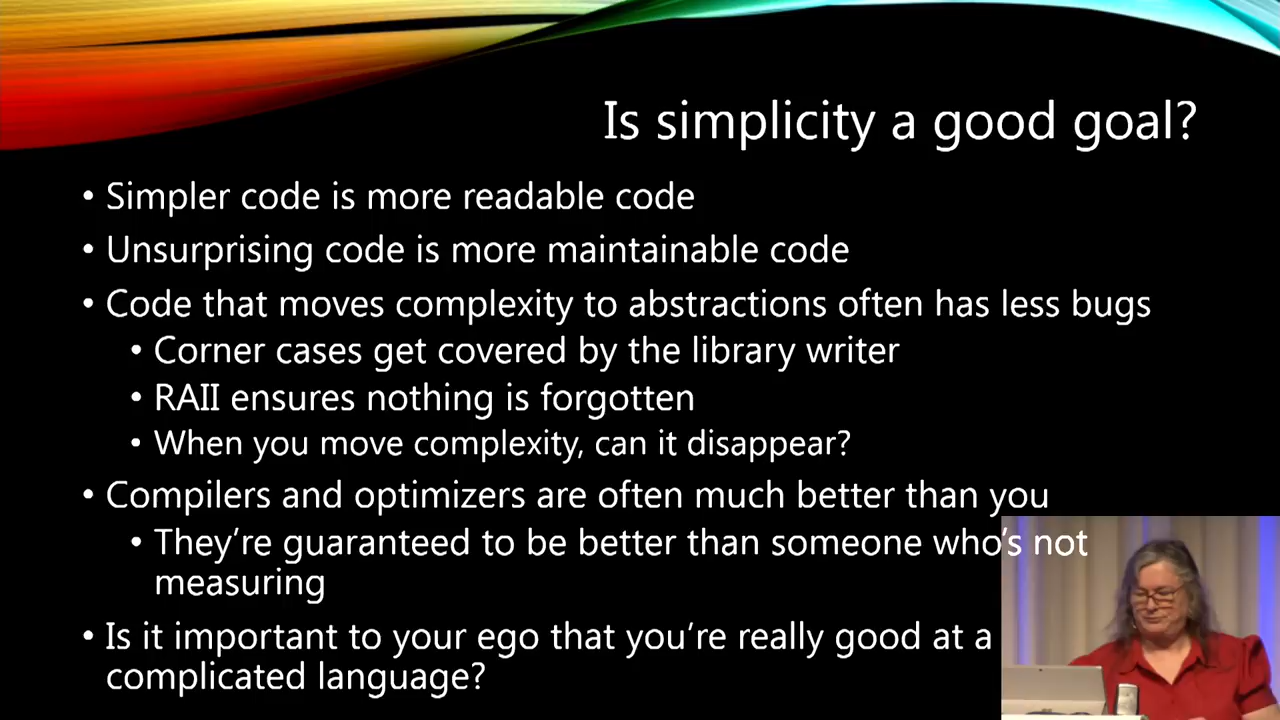 Is simplicity a good goal?
• Simpler code is more readable code
• Unsurprising code is more maintainable code
• Code that moves complexity to abstractions often has less bugs
• Corner cases get covered by the library writer
• RAII ensures nothing is forgotten
• When you move complexity, can it disappear?
• Compilers and optimizers are often much better than you
• They’re guaranteed to be better than someone who’s not
measuring
• Is it important to your ego that you’re really good at a
complicated language?